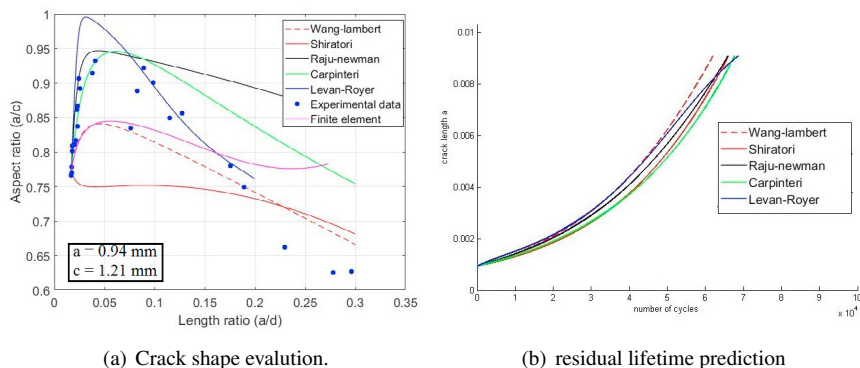 1
0.95
0.9
0.85
0.8
0.75
0.7
0.65
0.6
Aspect ratio (a/c)
Wang-lambert
Shiratori
Raju-newman
Carpinteri
Levan-Royer
Experimental data
Finite element
a = 0.94 mm
c = 1.21 mm
0 0.05 0.1 0.15 0.2 0.25 0.3 0.35
Length ratio (a/d)
(a) Crack shape evalution.
0.01
0.008
0.006
0.004
0.002
0
crack length a
Wang-lambert
Shiratori
Raju-newman
Carpinteri
Levan-Royer
0 1 2 3 4 5 6 7 8 9 10
number of cycles
x 10⁴
(b) residual lifetime prediction